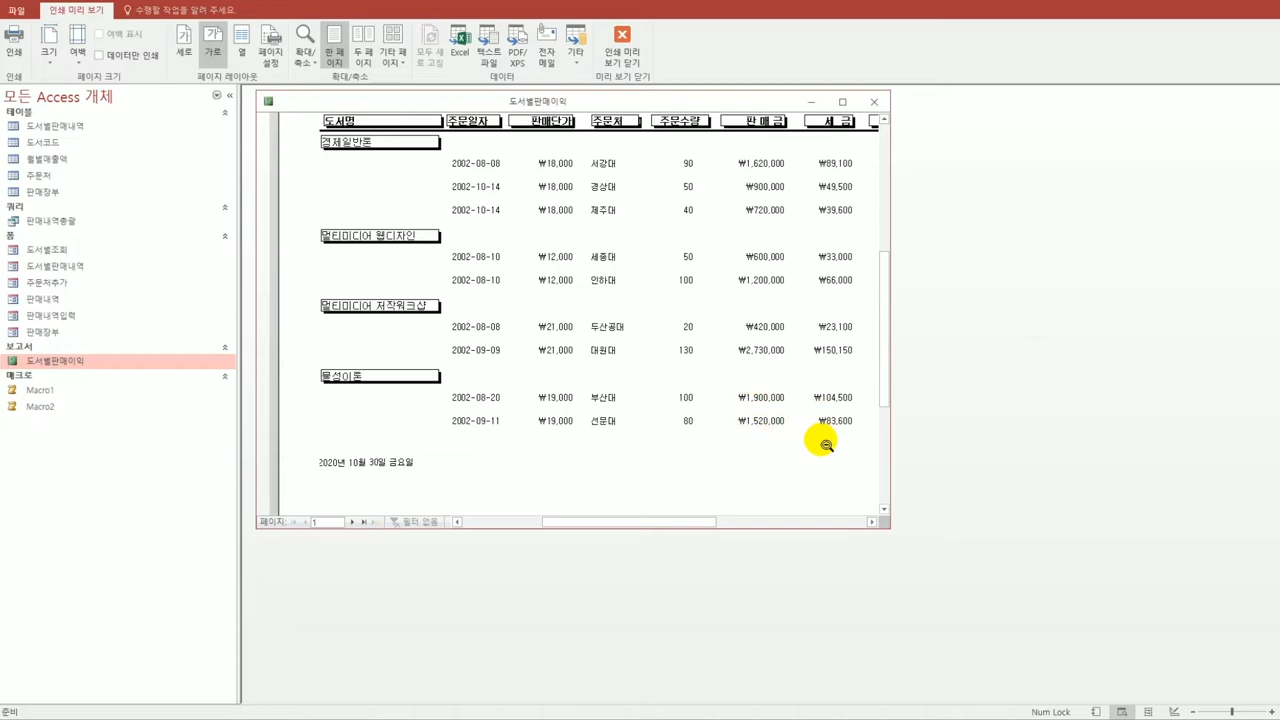 파일 인쇄 미리 보기 수행할 작업을 알려 주세요.
인쇄 크기 여백 여백 표시 데이터만 인쇄 세로 가로 열 페이지 설정 확대/축소 한 페이지 두 페이지 기타 페이지 모두 새로 고침 Excel 텍스트 파일 PDF/XPS 전자 메일 기타 인쇄 미리 보기 닫기
인쇄 페이지 크기 페이지 레이아웃 확대/축소 데이터 미리 보기 닫기
모든 Access 개체
테이블
도서별판매내역
도서코드
월별매출액
주문처
판매장부
쿼리
판매내역총괄
폼
도서별조회
도서별판매내역
주문처추가
판매내역
판매내역입력
판매장부
보고서
도서별판매이익
매크로
Macro1
Macro2
도서별판매이익
도서명 주문일자 판매단가 주문처 주문수량 판 매 금 세 금
경제일반론
2002-08-08 ₩18,000 서강대 90 ₩1,620,000 ₩89,100
2002-10-14 ₩18,000 경상대 50 ₩900,000 ₩49,500
2002-10-14 ₩18,000 제주대 40 ₩720,000 ₩39,600
멀티미디어 웹디자인
2002-08-10 ₩12,000 세종대 50 ₩600,000 ₩33,000
2002-08-10 ₩12,000 인하대 100 ₩1,200,000 ₩66,000
멀티미디어 저작워크샵
2002-08-08 ₩21,000 두산공대 20 ₩420,000 ₩23,100
2002-09-09 ₩21,000 대원대 130 ₩2,730,000 ₩150,150
물성이론
2002-08-20 ₩19,000 부산대 100 ₩1,900,000 ₩104,500
2002-09-11 ₩19,000 선문대 80 ₩1,520,000 ₩83,600
2020년 10월 30일 금요일
페이지: 1 필터 없음
준비 Num Lock